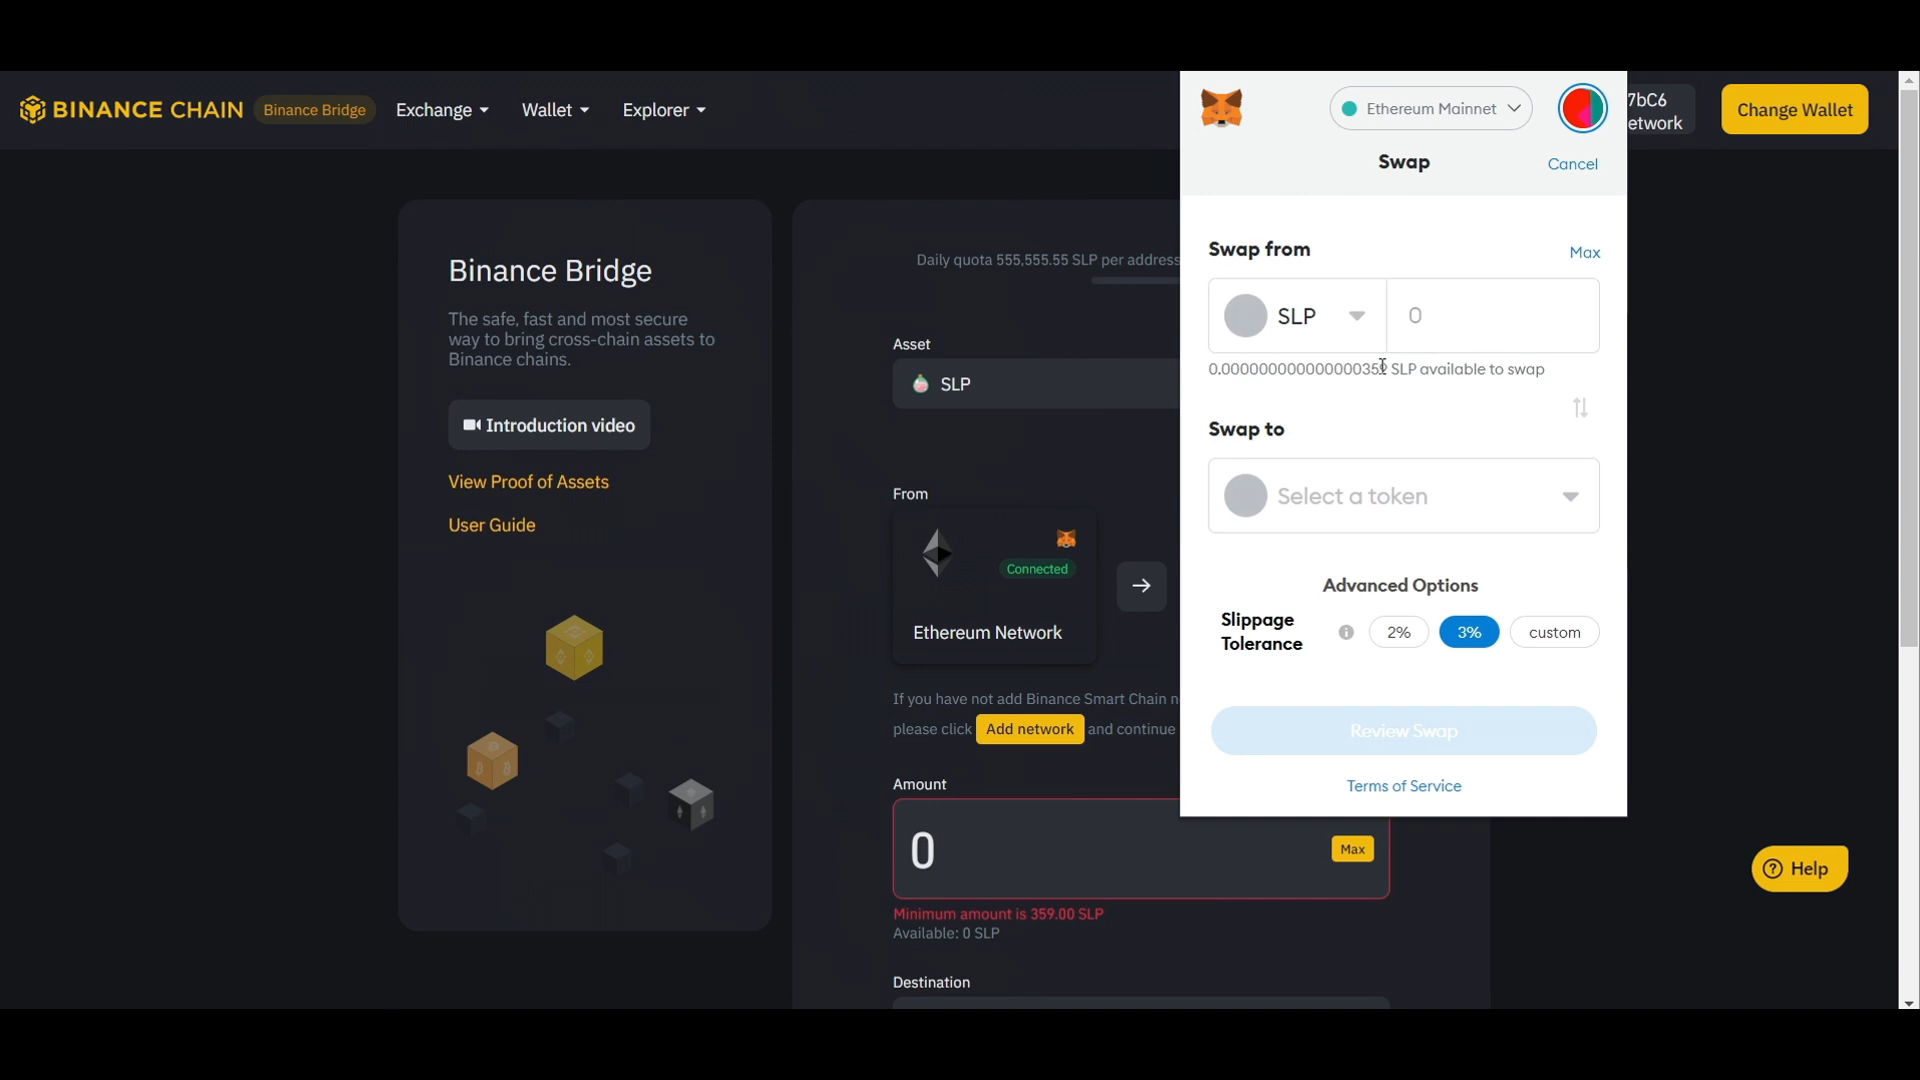 BINANCE CHAIN
Binance Bridge
Exchange
Wallet
Explorer
7bC6
etwork
Change Wallet
Binance Bridge
The safe, fast and most secure
way to bring cross-chain assets to
Binance chains.
Introduction video
View Proof of Assets
User Guide
Daily quota 555,555.55 SLP per address
Asset
SLP
From
Connected
Ethereum Network
If you have not add Binance Smart Chain n
please click Add network and continue
Amount
0
Max
Minimum amount is 359.00 SLP
Available: 0 SLP
Destination
Ethereum Mainnet
Swap
Cancel
Swap from
Max
SLP
0
SLP available to swap
Swap to
Select a token
Advanced Options
Slippage
Tolerance
2%
3%
custom
Review Swap
Terms of Service
Help